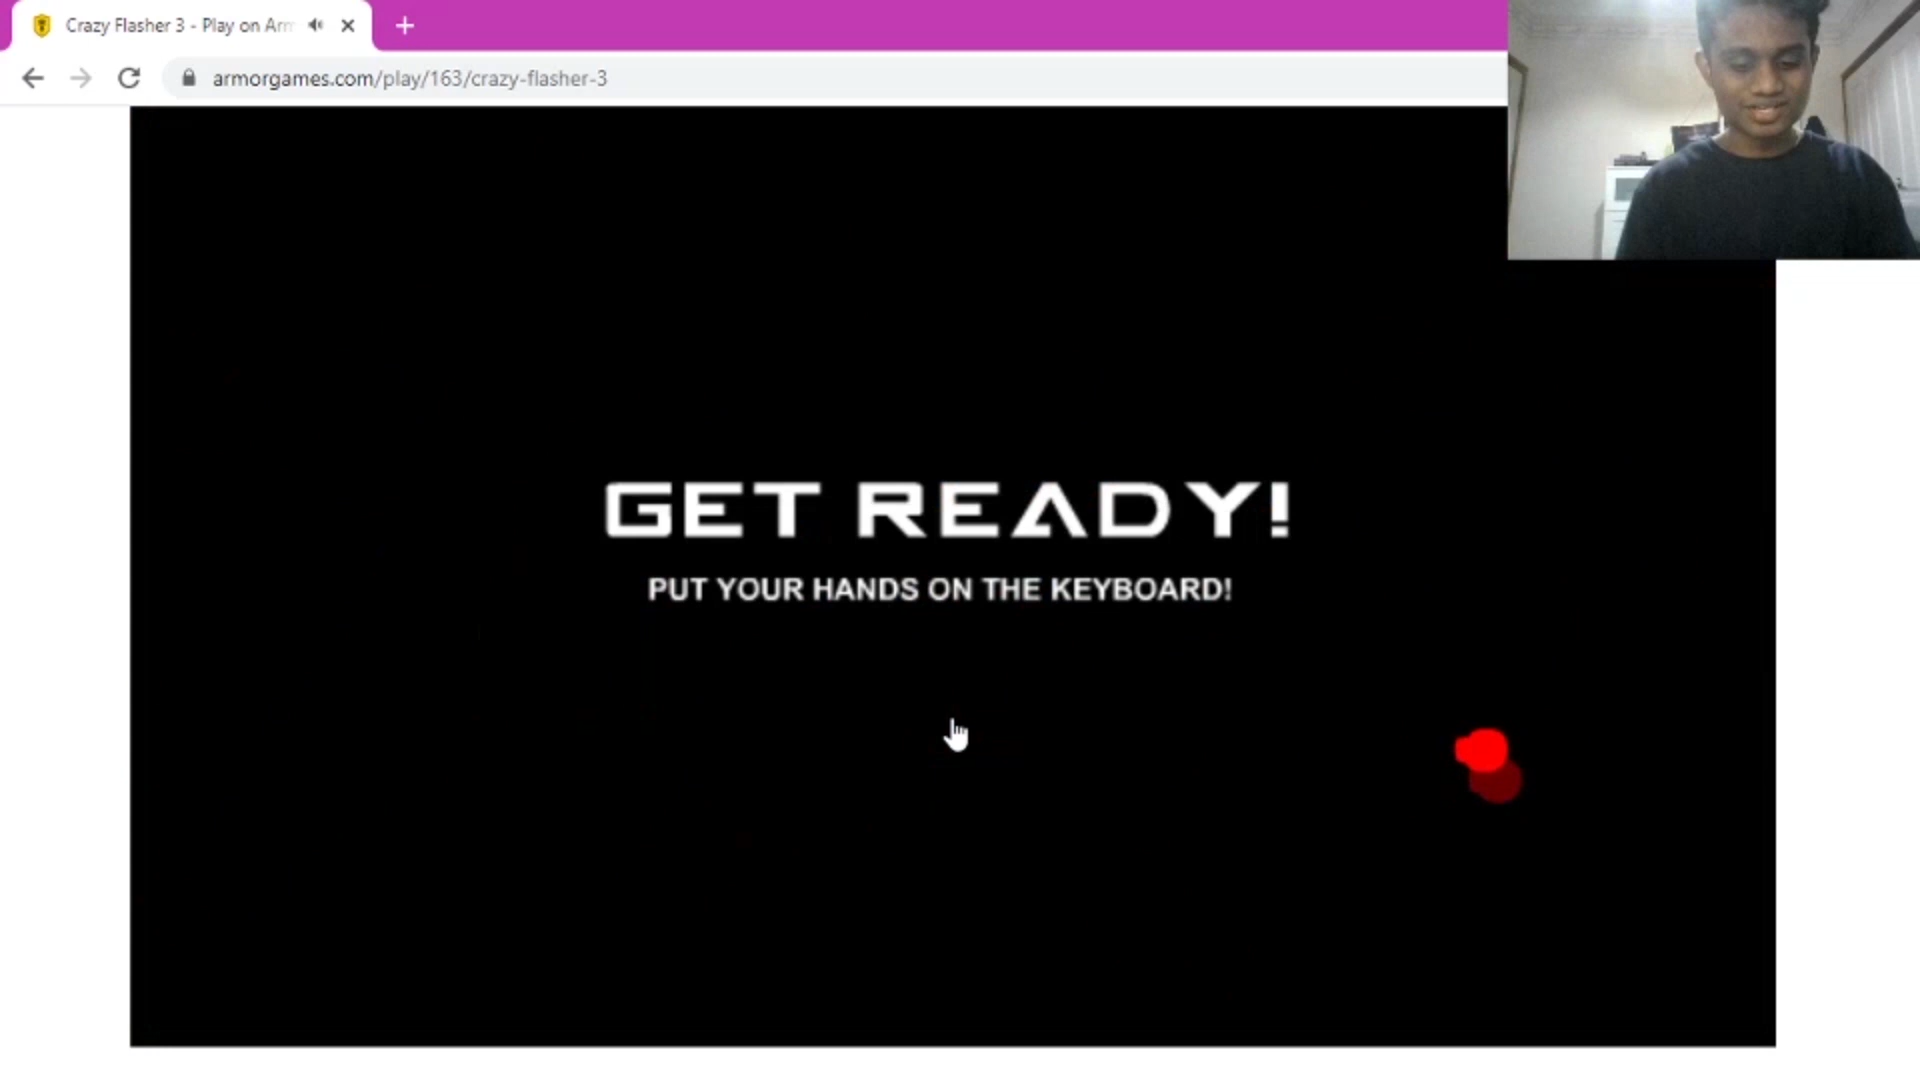 Crazy Flasher 3 - Play on Arm
armorgames.com/play/163/crazy-flasher-3
GET READY!
PUT YOUR HANDS ON THE KEYBOARD!